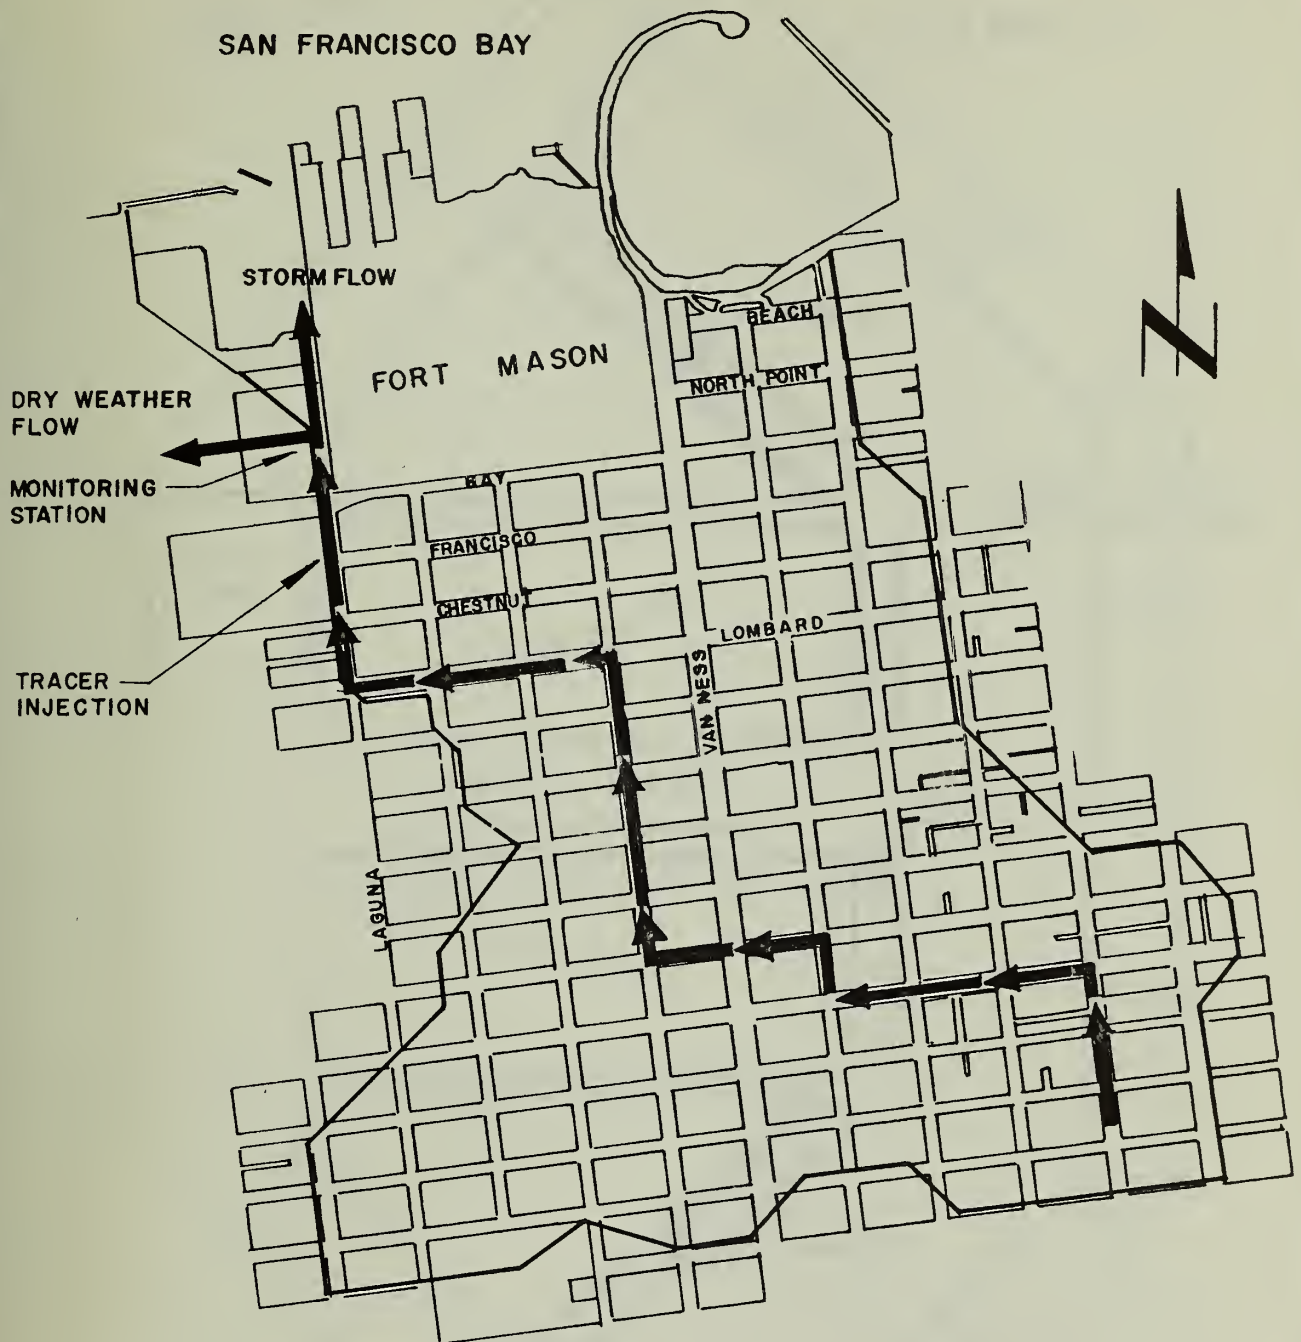 SAN FRANCISCO BAY
STORM FLOW
BEACH
FORT MASON
NORTH POINT
DRY WEATHER
FLOW
BAY
MONITORING
STATION
FRANCISCO
CHESTNUT
LOMBARD
VAN NESS
TRACER
INJECTION
LAGUNA
N